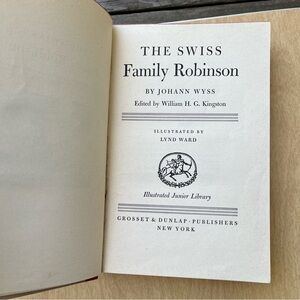 THE SWISS
Family Robinson
BY JOHANN WYSS
Edited by William H. G. Kingston
ILLUSTRATED BY
LYND WARD
Illustrated Junior Library
GROSSET & DUNLAP · PUBLISHERS
NEW YORK